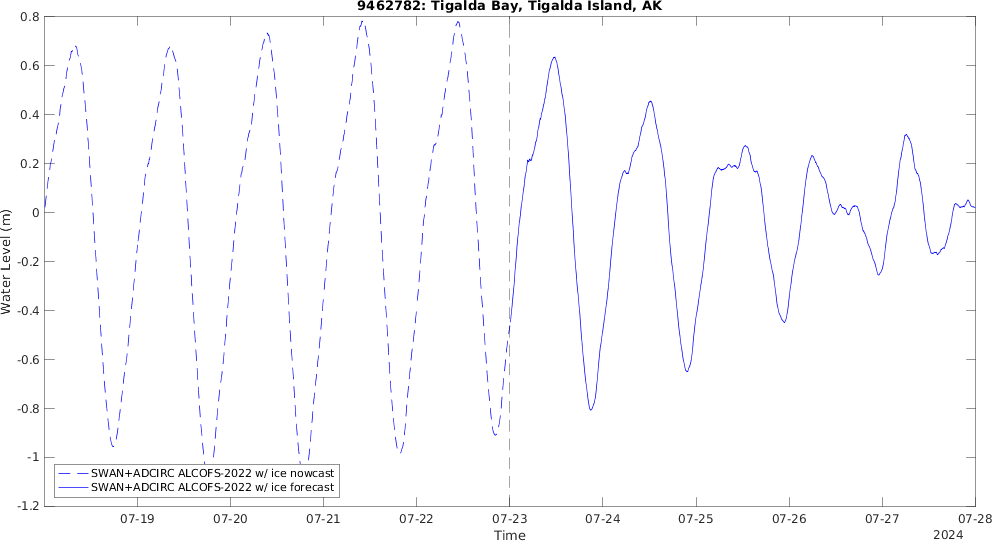 9462782: Tigalda Bay, Tigalda Island, AK
0.8
0.6
0.4
0.2
0
-0.2
-0.4
-0.6
-0.8
-1
-1.2
Water Level (m)
SWAN+ADCIRC ALCOFS-2022 w/ ice nowcast
SWAN+ADCIRC ALCOFS-2022 w/ ice forecast
07-19 07-20 07-21 07-22 07-23 07-24 07-25 07-26 07-27 07-28
Time
2024